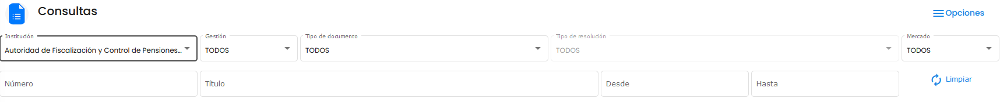 Consultas
Opciones
Institución
Gestión
Tipo de documento
Tipo de resolución
Mercado
Autoridad de Fiscalización y Control de Pensiones...
TODOS
TODOS
TODOS
TODOS
Número
Título
Desde
Hasta
Limpiar